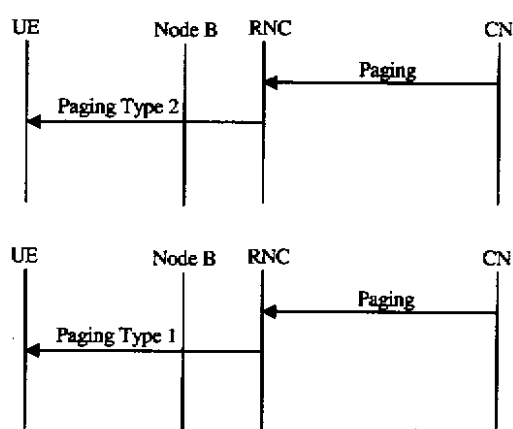 UE Node B RNC CN
Paging
Paging Type 2
UE Node B RNC CN
Paging
Paging Type 1